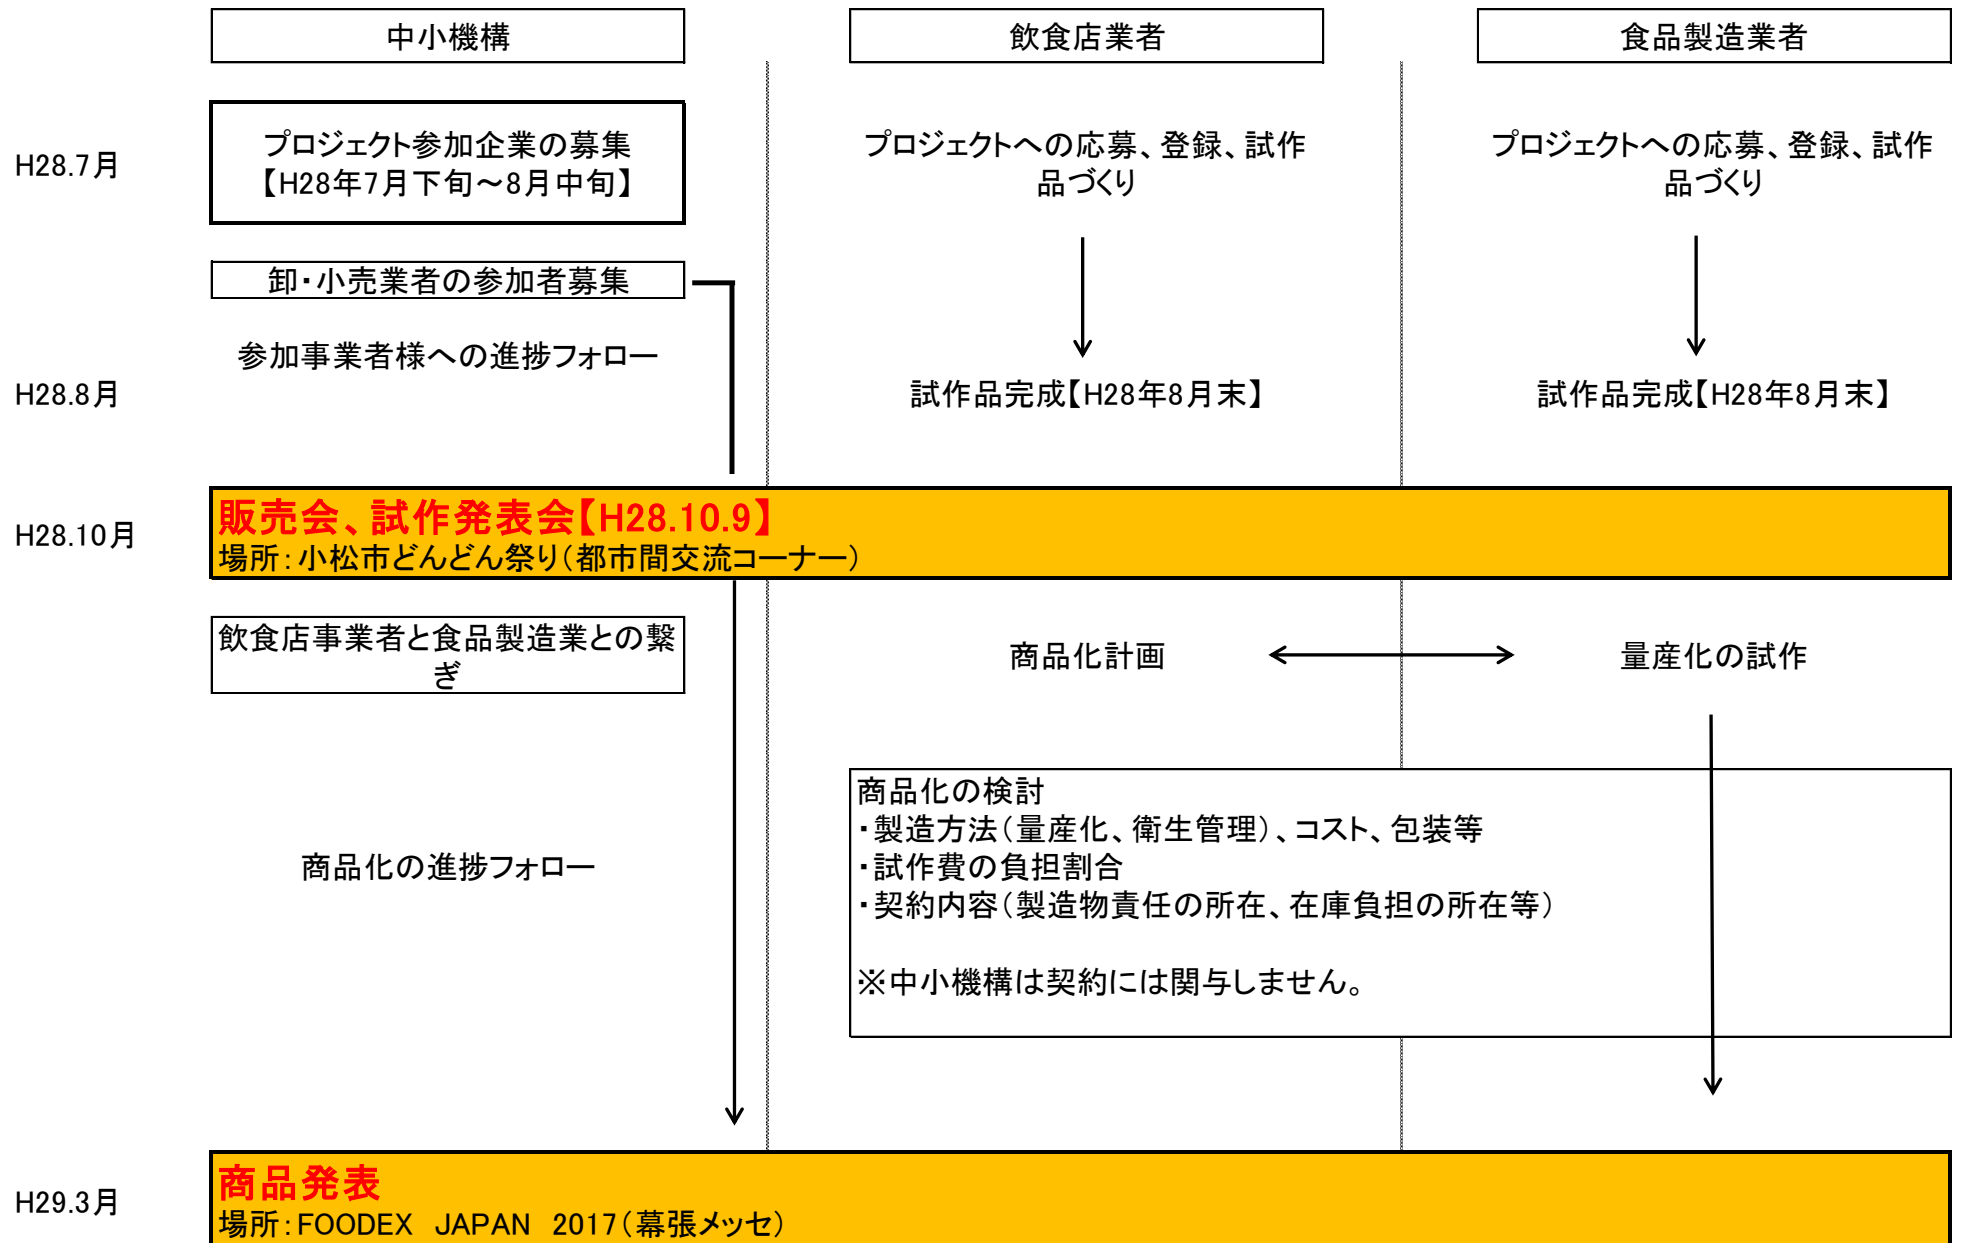 中小機構
飲食店業者
食品製造業者
H28.7月
プロジェクト参加企業の募集
【H28年7月下旬～8月中旬】
プロジェクトへの応募、登録、試作
品づくり
プロジェクトへの応募、登録、試作
品づくり
卸・小売業者の参加者募集
参加事業者様への進捗フォロー
H28.8月
試作品完成【H28年8月末】
試作品完成【H28年8月末】
H28.10月
販売会、試作発表会【H28.10.9】
場所：小松市どんどん祭り（都市間交流コーナー）
飲食店事業者と食品製造業との繋
ぎ
商品化計画
量産化の試作
商品化の進捗フォロー
商品化の検討
・製造方法（量産化、衛生管理）、コスト、包装等
・試作費の負担割合
・契約内容（製造物責任の所在、在庫負担の所在等）
※中小機構は契約には関与しません。
H29.3月
商品発表
場所：FOODEX　JAPAN　2017（幕張メッセ）